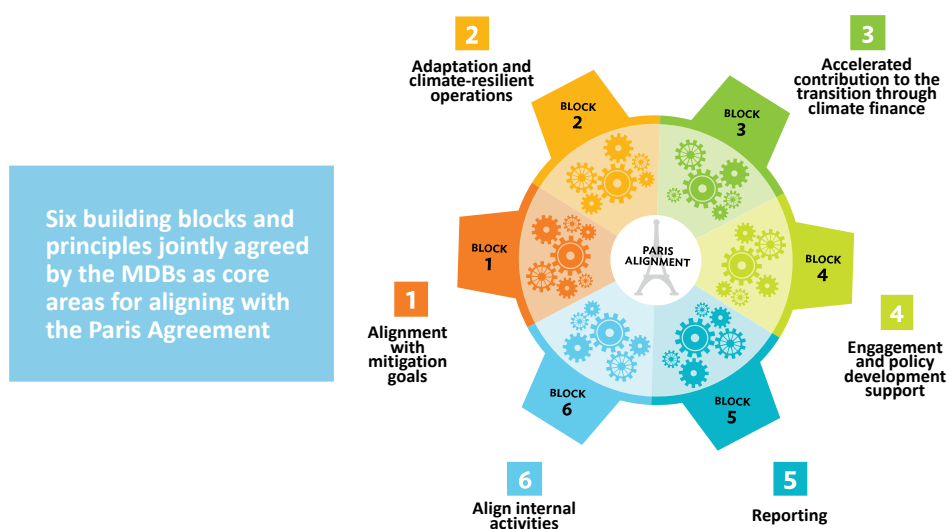 Six building blocks and
principles jointly agreed
by the MDBs as core
areas for aligning with
the Paris Agreement
1
Alignment
with
mitigation
goals
2
Adaptation and
climate-resilient
operations
3
Accelerated
contribution to the
transition through
climate finance
4
Engagement
and policy
development
support
5
Reporting
6
Align internal
activities
BLOCK
1
BLOCK
2
BLOCK
3
BLOCK
4
BLOCK
5
BLOCK
6
PARIS
ALIGNMENT